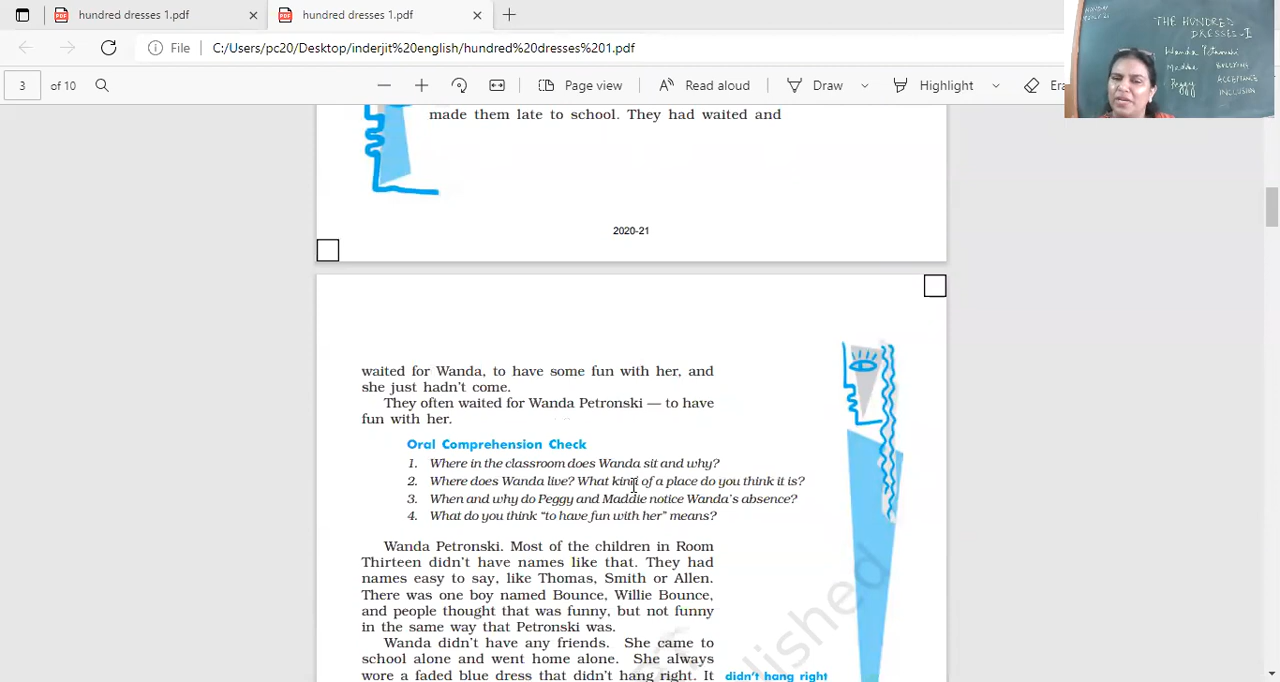 hundred dresses 1.pdf
hundred dresses 1.pdf
File
C:/Users/pc20/Desktop/inderjit%20english/hundred%20dresses%201.pdf
3 of 10
Page view
Read aloud
Draw
Highlight
Era
THE HUNDRED
DRESSES-I
Wanda Petronski
Maddie
BULLYING
Peggy
ACCEPTANCE
INCLUSION
made them late to school. They had waited and
2020-21
waited for Wanda, to have some fun with her, and
she just hadn't come.
They often waited for Wanda Petronski — to have
fun with her.
Oral Comprehension Check
1. Where in the classroom does Wanda sit and why?
2. Where does Wanda live? What kind of a place do you think it is?
3. When and why do Peggy and Maddie notice Wanda's absence?
4. What do you think “to have fun with her” means?
Wanda Petronski. Most of the children in Room
Thirteen didn't have names like that. They had
names easy to say, like Thomas, Smith or Allen.
There was one boy named Bounce, Willie Bounce,
and people thought that was funny, but not funny
in the same way that Petronski was.
Wanda didn't have any friends. She came to
school alone and went home alone. She always
wore a faded blue dress that didn't hang right. It
didn't hang right
lished